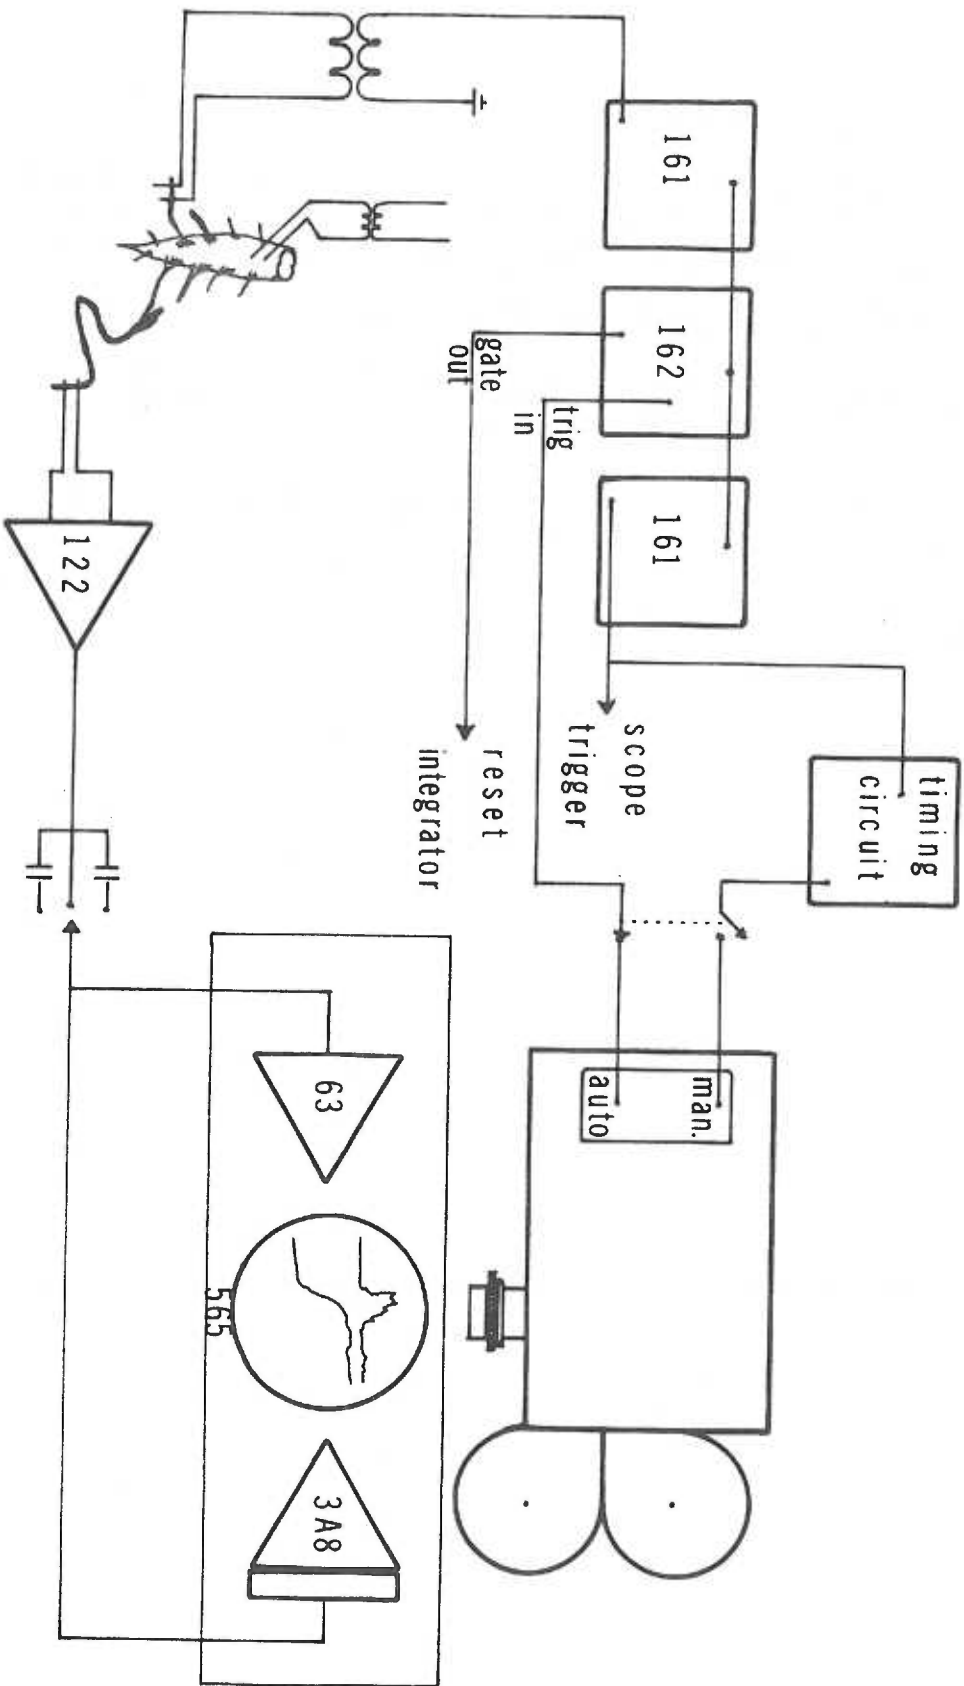 161
162
161
gate
out
trig
in
scope
trigger
reset
integrator
timing
circuit
man.
auto
122
63
565
3A8